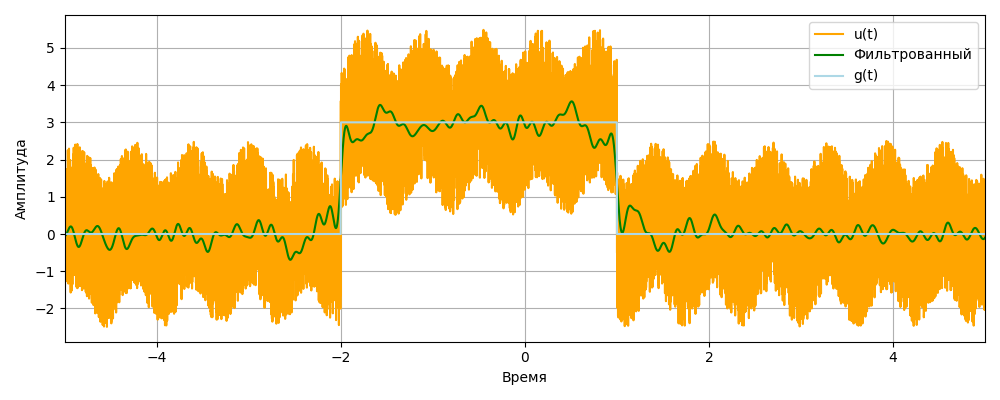 u(t)
Фильтрованный
g(t)
Амплитуда
5
4
3
2
1
0
−1
−2
−4
−2
0
2
4
Время